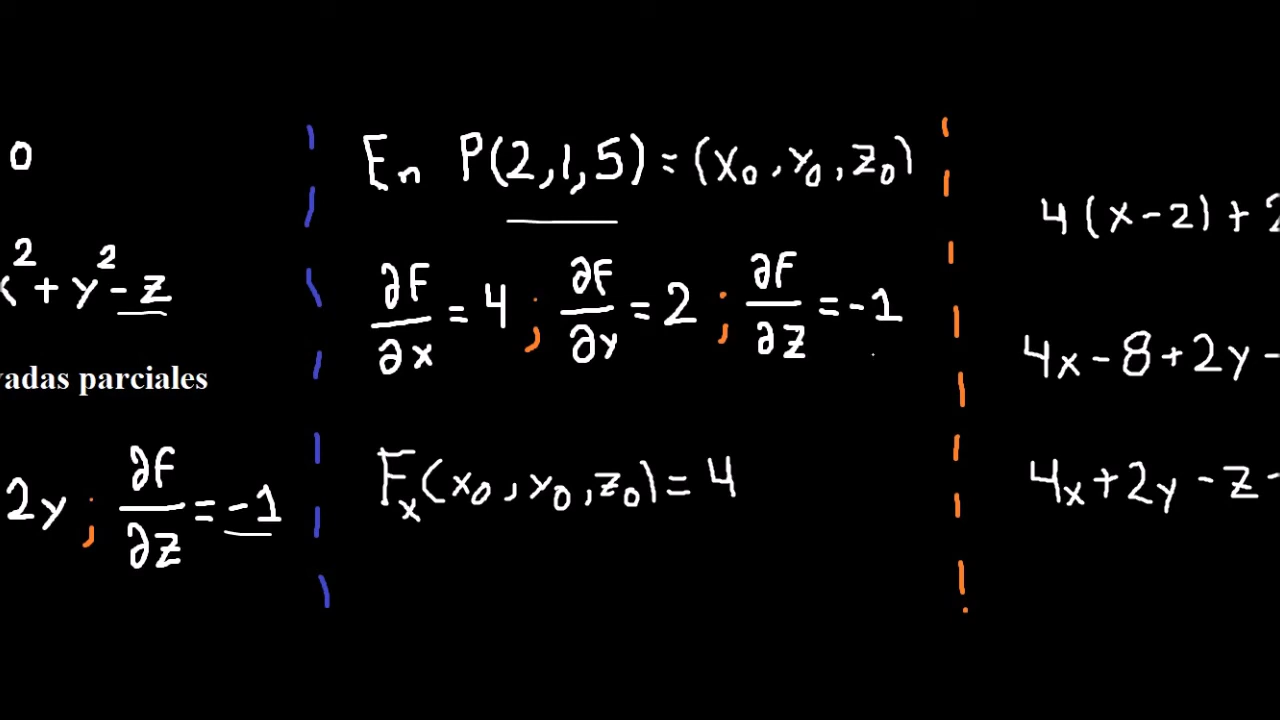 0
x² + y² - z
vadas parciales
2y ; ∂F/∂z = -1
En P(2,1,5) = (x₀, y₀, z₀)
∂F/∂x = 4 ; ∂F/∂y = 2 ; ∂F/∂z = -1
Fₓ(x₀, y₀, z₀) = 4
4(x-2) + 2
4x - 8 + 2y -
4x + 2y - z -